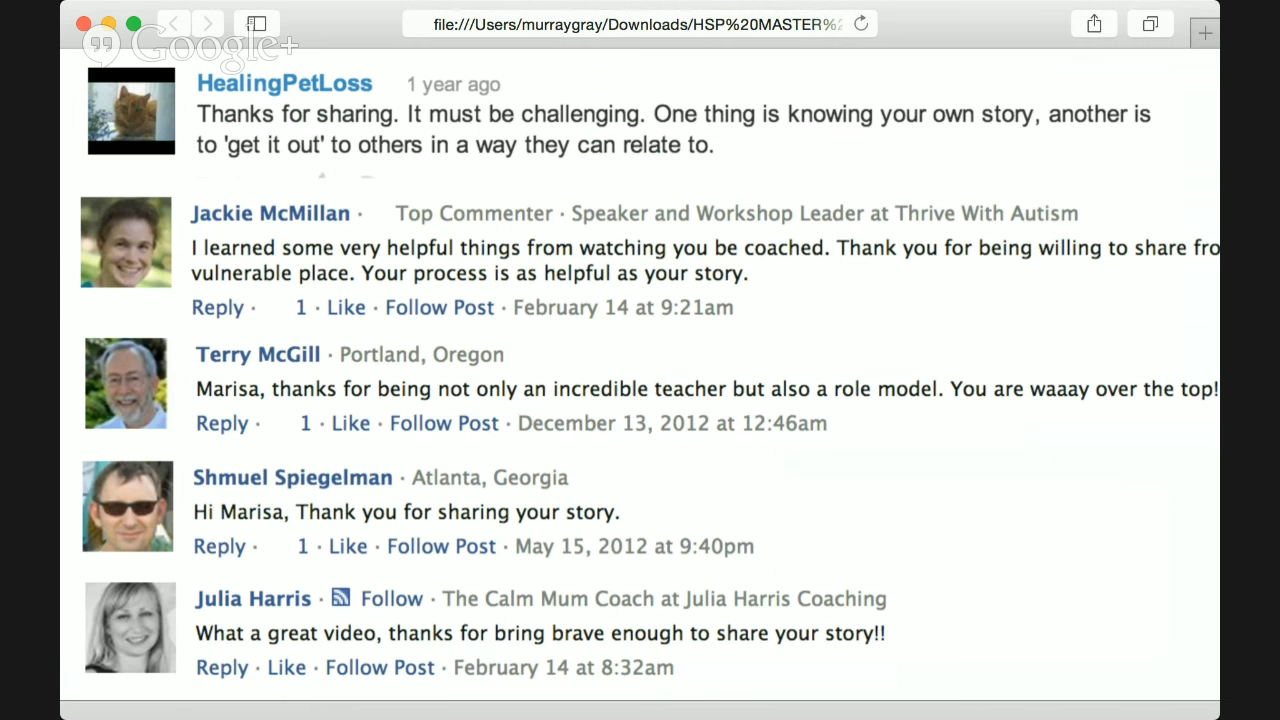 file:///Users/murraygray/Downloads/HSP%20MASTER%2
Google+
HealingPetLoss 1 year ago
Thanks for sharing. It must be challenging. One thing is knowing your own story, another is
to 'get it out' to others in a way they can relate to.
Jackie McMillan · Top Commenter · Speaker and Workshop Leader at Thrive With Autism
I learned some very helpful things from watching you be coached. Thank you for being willing to share fro
vulnerable place. Your process is as helpful as your story.
Reply · 1 · Like · Follow Post · February 14 at 9:21am
Terry McGill · Portland, Oregon
Marisa, thanks for being not only an incredible teacher but also a role model. You are waaay over the top!
Reply · 1 · Like · Follow Post · December 13, 2012 at 12:46am
Shmuel Spiegelman · Atlanta, Georgia
Hi Marisa, Thank you for sharing your story.
Reply · 1 · Like · Follow Post · May 15, 2012 at 9:40pm
Julia Harris · Follow · The Calm Mum Coach at Julia Harris Coaching
What a great video, thanks for bring brave enough to share your story!!
Reply · Like · Follow Post · February 14 at 8:32am